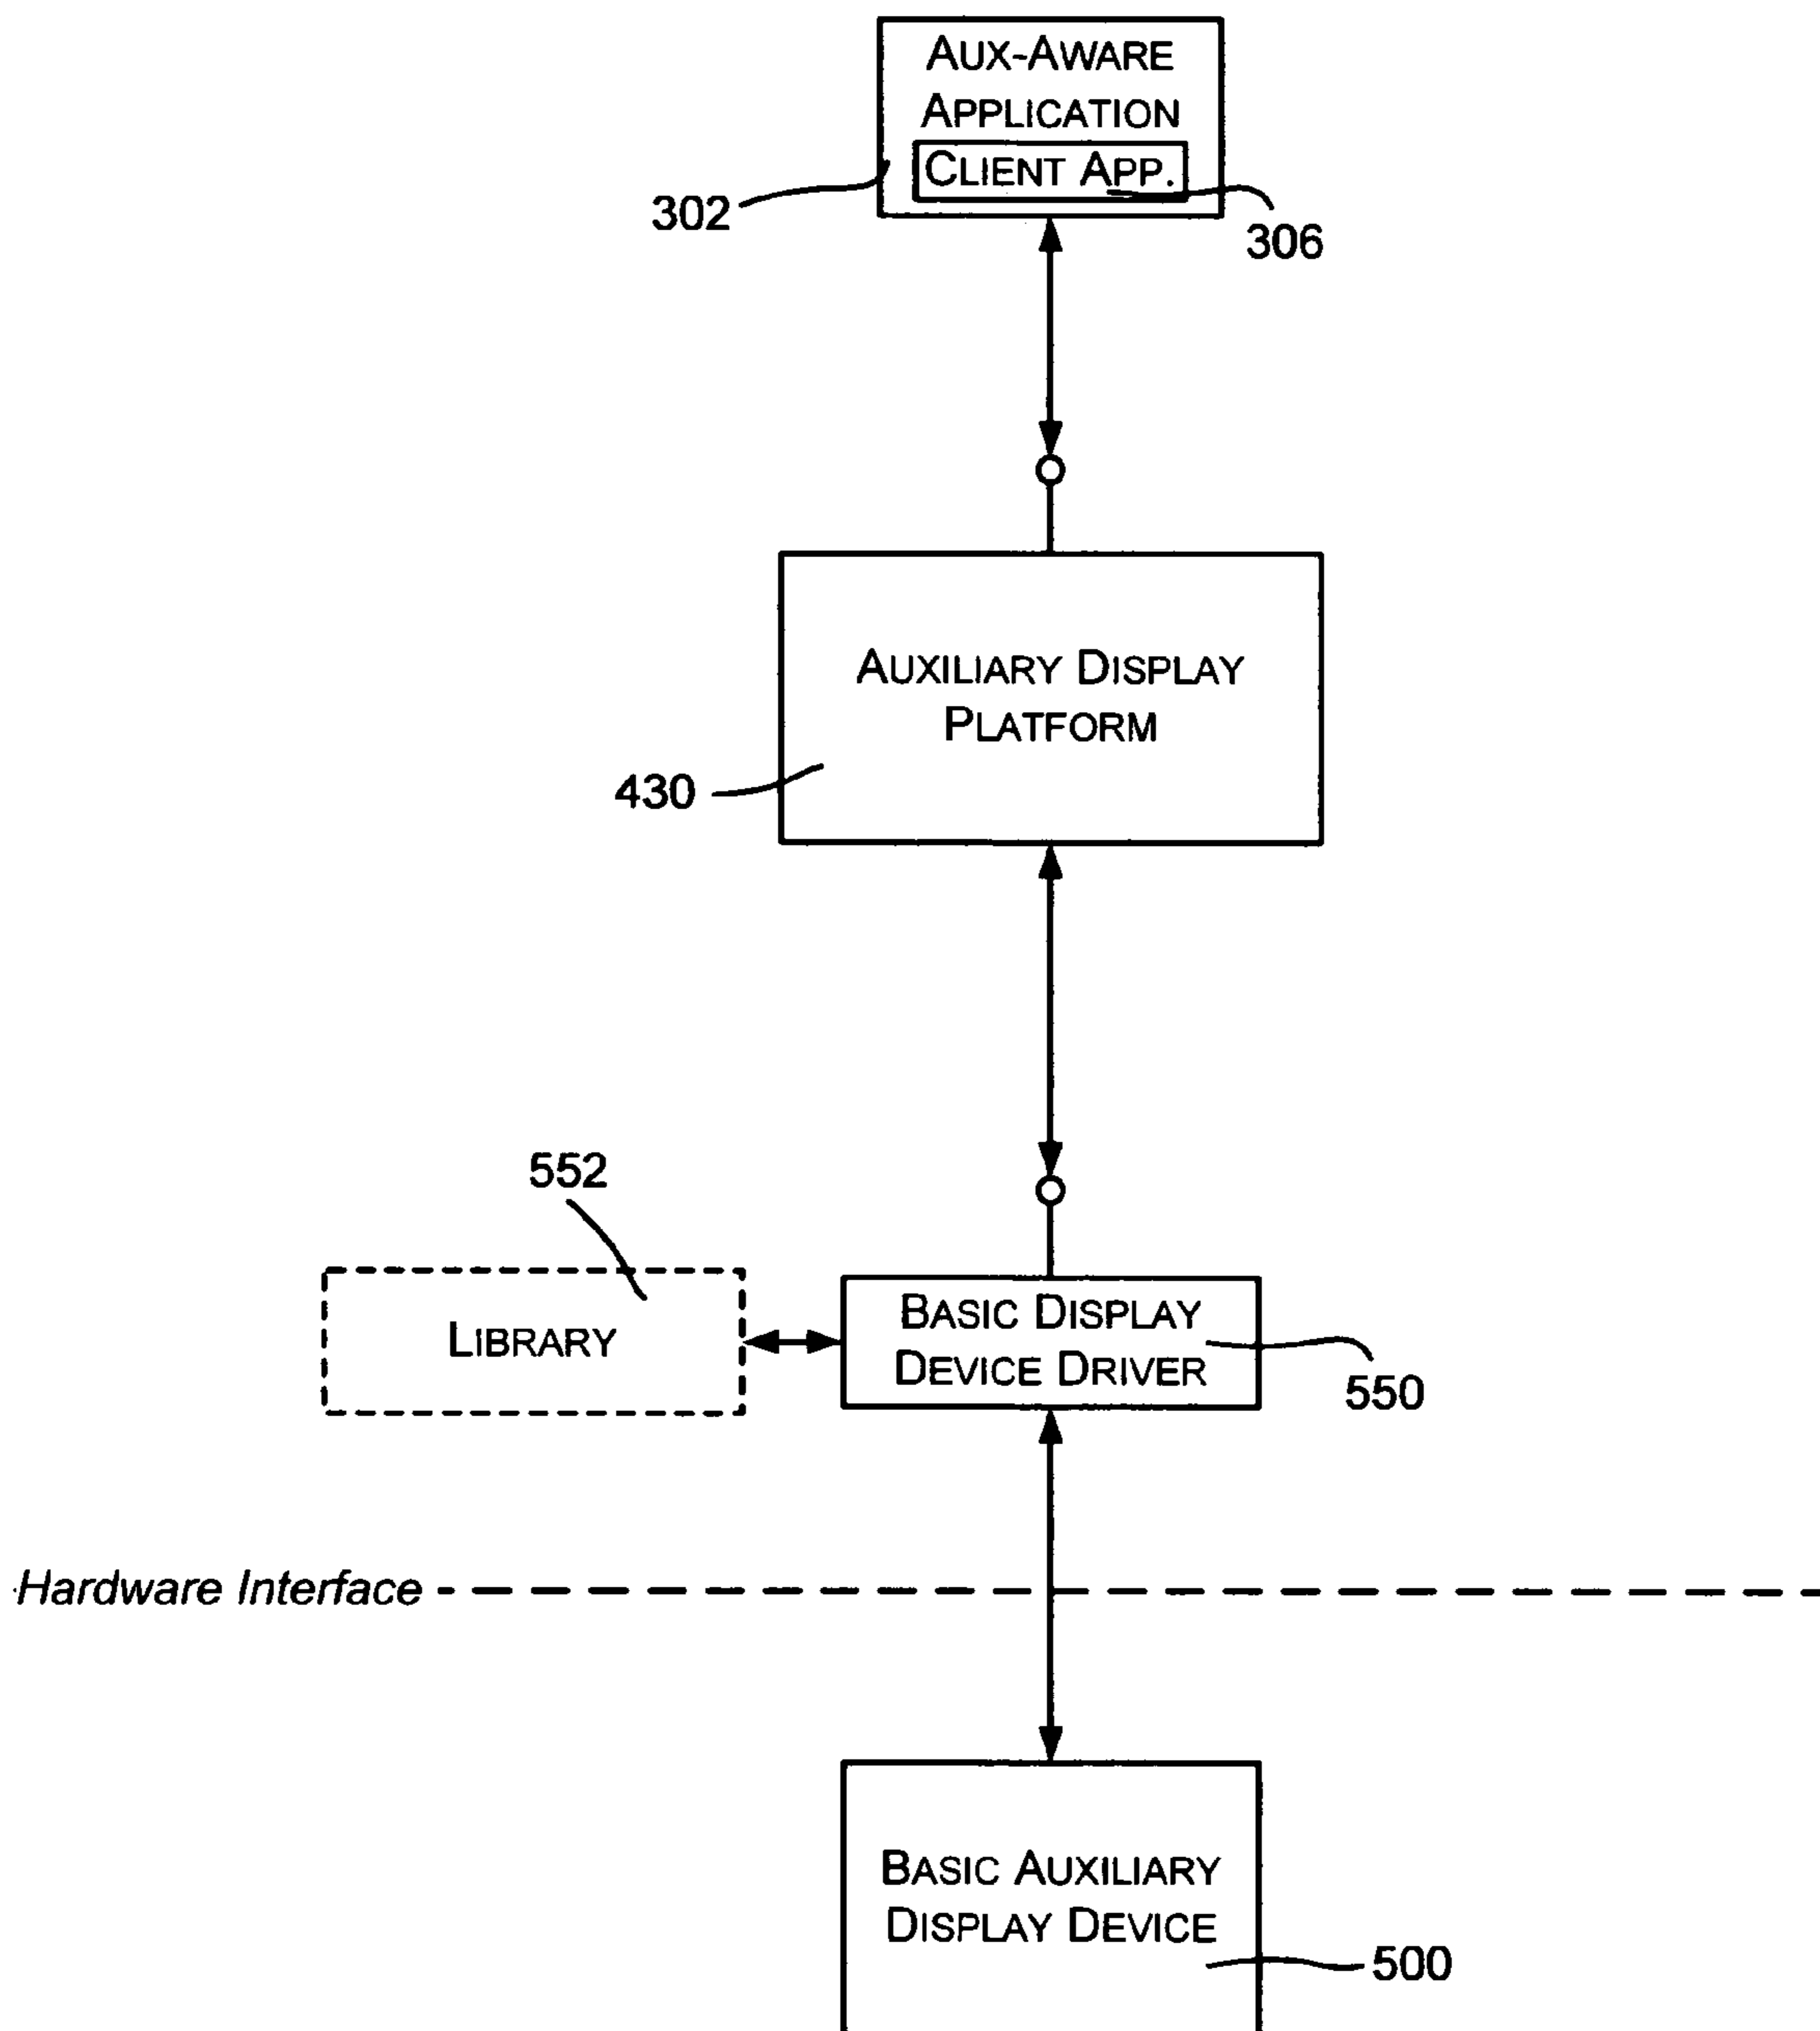 AUX-AWARE
APPLICATION
CLIENT APP.
302
306
AUXILIARY DISPLAY
PLATFORM
430
552
LIBRARY
BASIC DISPLAY
DEVICE DRIVER
550
Hardware Interface
BASIC AUXILIARY
DISPLAY DEVICE
500